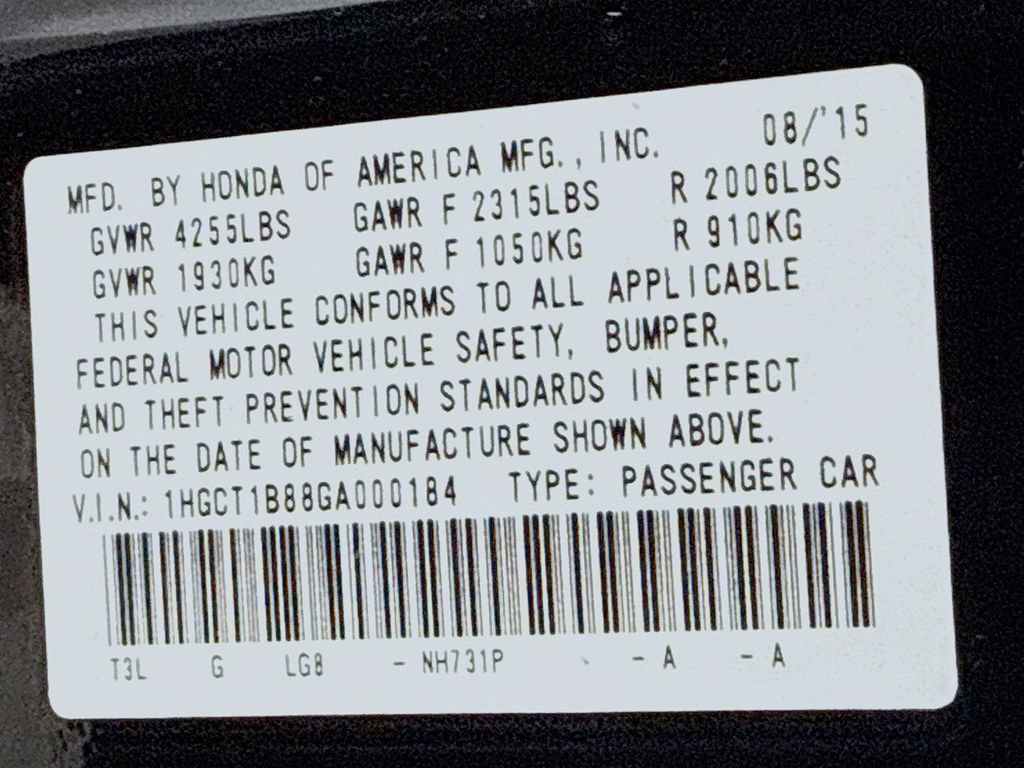 MFD. BY HONDA OF AMERICA MFG., INC. 08/'15
GVWR 4255LBS GAWR F 2315LBS R 2006LBS
GVWR 1930KG GAWR F 1050KG R 910KG
THIS VEHICLE CONFORMS TO ALL APPLICABLE
FEDERAL MOTOR VEHICLE SAFETY, BUMPER,
AND THEFT PREVENTION STANDARDS IN EFFECT
ON THE DATE OF MANUFACTURE SHOWN ABOVE.
V.I.N.: 1HGCT1B88GA000184 TYPE: PASSENGER CAR
T3L G LG8 - NH731P - A - A